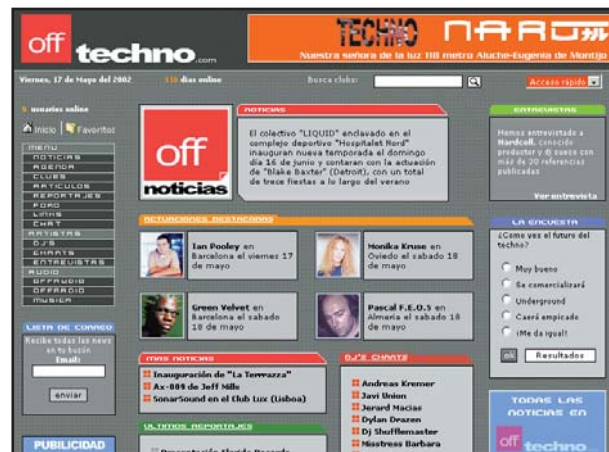 off
techno.com
TECHNO
Nuestra señora de la luz 118 metro Aluche-Eugenia de Montijo
Viernes, 17 de Mayo del 2002
dias online
Busca clubs:
Acceso rápido
usuarios online
Inicio
Favoritos
MENU
NOTICIAS
AGENDA
CLUBS
ARTICULOS
REPORTAJES
FORO
LINKS
CHAT
ARTISTAS
DJ'S
CHARTS
ENTREVISTAS
AUDIO
OFFAUDIO
OFFRADIO
MUSICA
LISTA DE CORREO
Recibe todas las news
en tu buzón
Email:
enviar
PUBLICIDAD
off
noticias
NOTICIAS
El colectivo "LIQUID" enclavado en el
complejo deportivo "Hospitalet Nord"
inauguran nueva temporada el domingo
día 16 de junio y contaran con la actuación
de "Blake Baxter" (Detroit), con un total
de trece fiestas a lo largo del verano
ACTUACIONES DESTACADAS
Ian Pooley en
Barcelona el viernes 17
de mayo
Monika Kruse en
Oviedo el sabado 18
de mayo
Green Velvet en
Barcelona el sabado
18 de mayo
Pascal F.E.O.S en
Almeria el sabado 18
de mayo
MAS NOTICIAS
Inauguración de "La Terrrazza"
Ax-009 de Jeff Mills
SonarSound en el Club Lux (Lisboa)
ULTIMOS REPORTAJES
DJ'S CHARTS
Andreas Kremer
Javi Union
Jerard Macias
Dylan Drazen
Dj Shufflemaster
Misstress Barbara
ENTREVISTAS
Hemos entrevistado a
Nardcell, conocido
productor y dj sueco con
más de 20 referencias
publicadas
Ver entrevista
LA ENCUESTA
¿Como ves el futuro del
techno?
Muy bueno
Se comercializará
Underground
Caerá empicado
¡Me da igual!
ok
Resultados
TODAS LAS
NOTICIAS EN
off techno